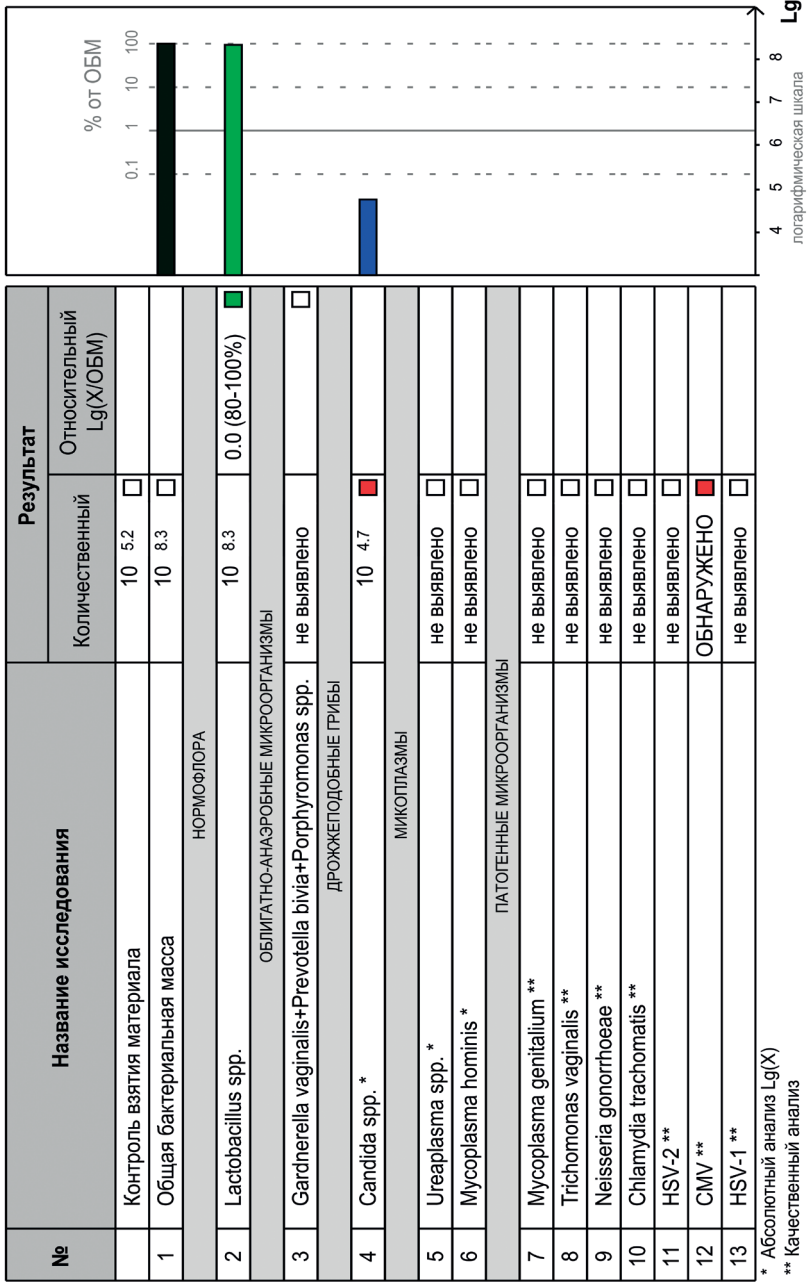 № Название исследования Результат
Количественный Относительный Lg(X/ОБМ)
% от ОБМ
0.1 1 10 100
Контроль взятия материала 10 5.2
1 Общая бактериальная масса 10 8.3
НОРМОФЛОРА
2 Lactobacillus spp. 10 8.3 0.0 (80-100%)
ОБЛИГАТНО-АНАЭРОБНЫЕ МИКРООРГАНИЗМЫ
3 Gardnerella vaginalis+Prevotella bivia+Porphyromonas spp. не выявлено
ДРОЖЖЕПОДОБНЫЕ ГРИБЫ
4 Candida spp. * 10 4.7
МИКОПЛАЗМЫ
5 Ureaplasma spp. * не выявлено
6 Mycoplasma hominis * не выявлено
ПАТОГЕННЫЕ МИКРООРГАНИЗМЫ
7 Mycoplasma genitalium ** не выявлено
8 Trichomonas vaginalis ** не выявлено
9 Neisseria gonorrhoeae ** не выявлено
10 Chlamydia trachomatis ** не выявлено
11 HSV-2 ** не выявлено
12 CMV ** ОБНАРУЖЕНО
13 HSV-1 ** не выявлено
4 5 6 7 8 Lg
логарифмическая шкала
* Абсолютный анализ Lg(X)
** Качественный анализ